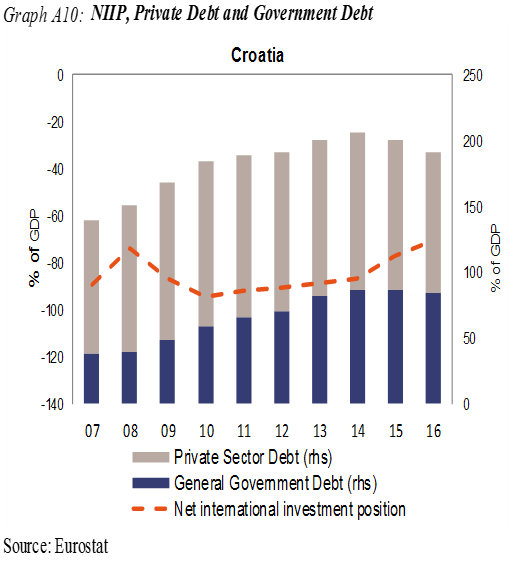 Graph A10: NIIP, Private Debt and Government Debt
Croatia
0
-20
-40
-60
-80
-100
-120
-140
% of GDP
250
200
150
100
50
0
% of GDP
07 08 09 10 11 12 13 14 15 16
Private Sector Debt (rhs)
General Government Debt (rhs)
Net international investment position
Source: Eurostat